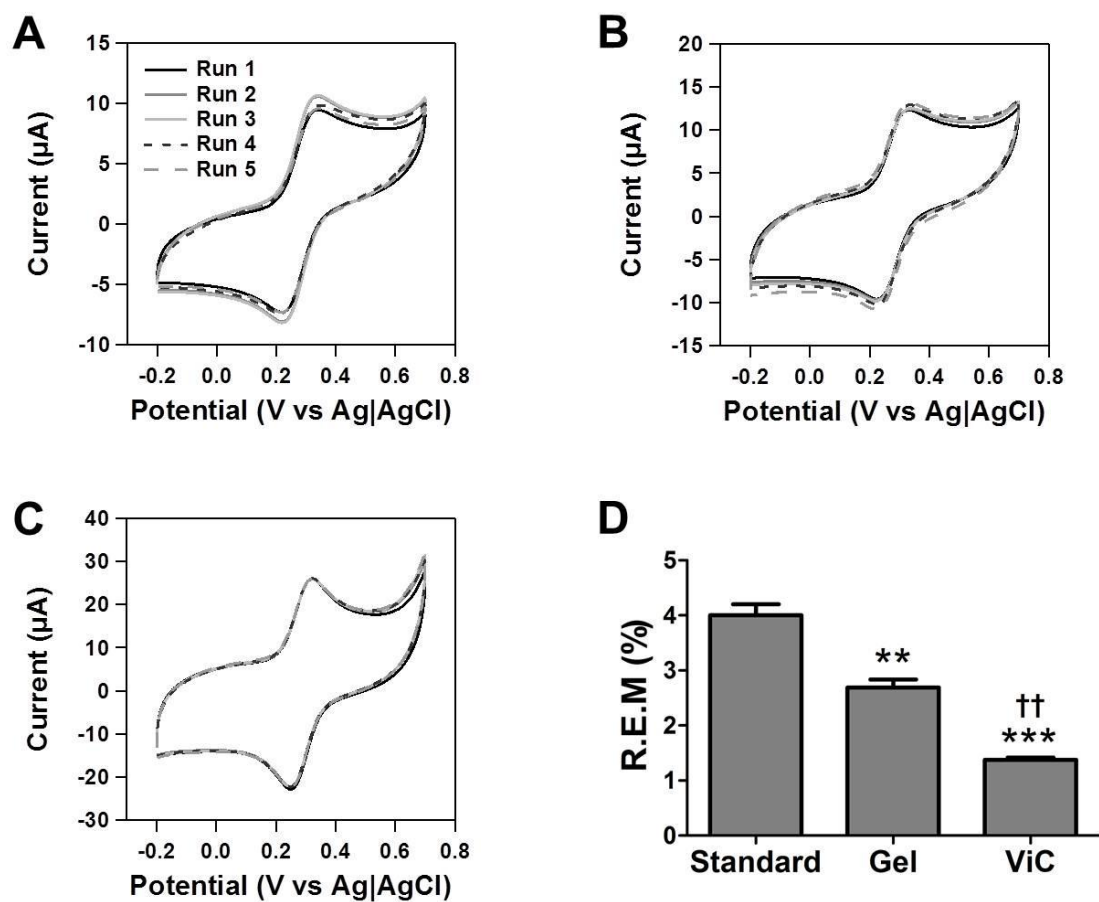 A
15
10
5
0
-5
-10
Current (µA)
Run 1
Run 2
Run 3
Run 4
Run 5
-0.2 0.0 0.2 0.4 0.6 0.8
Potential (V vs Ag|AgCl)
B
20
15
10
5
0
-5
-10
-15
Current (µA)
-0.2 0.0 0.2 0.4 0.6 0.8
Potential (V vs Ag|AgCl)
C
40
30
20
10
0
-10
-20
-30
Current (µA)
-0.2 0.0 0.2 0.4 0.6 0.8
Potential (V vs Ag|AgCl)
D
5
4
3
2
1
0
R.E.M (%)
**
††
***
Standard Gel ViC